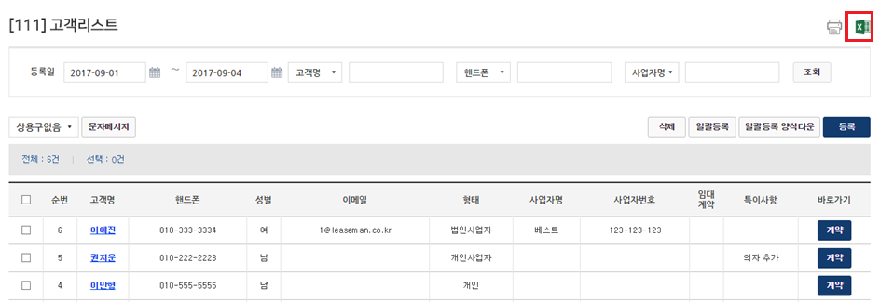 [111] 고객리스트
등록일 2017-09-01 ~ 2017-09-04 고객명 핸드폰 사업자명 조회
상용구없음 문자메시지 삭제 일괄등록 일괄등록 양식다운 등록
전체 : 6건 | 선택 : 0건
순번 고객명 핸드폰 성별 이메일 형태 사업자명 사업자번호 임대계약 특이사항 바로가기
6 이희진 010-333-3334 여 1@leaseman.co.kr 법인사업자 베스트 123-123-123 계약
5 권지운 010-222-2223 남 개인사업자 의자 추가 계약
4 이민영 010-555-5555 남 개인 계약